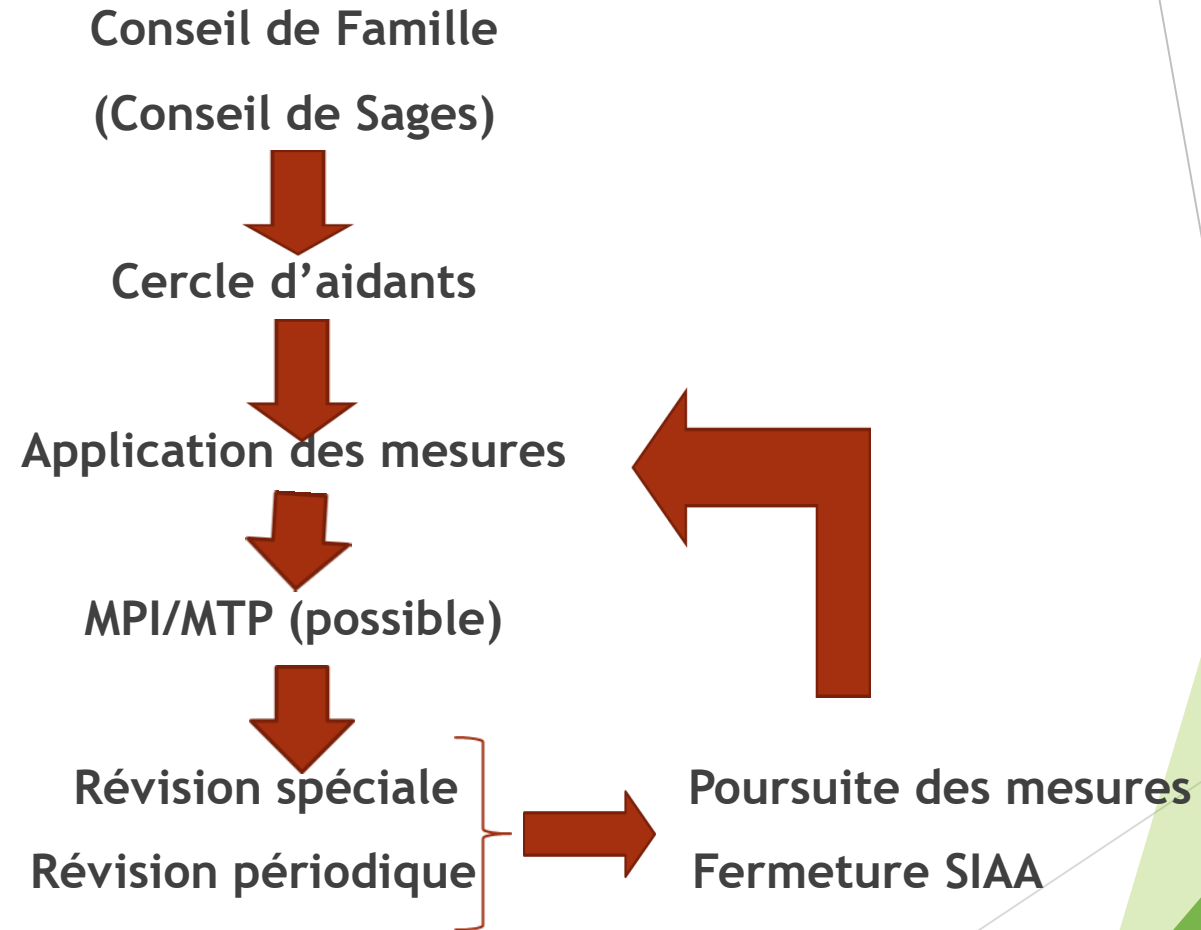 Conseil de Famille
(Conseil de Sages)
Cercle d’aidants
Application des mesures
MPI/MTP (possible)
Révision spéciale
Révision périodique
Poursuite des mesures
Fermeture SIAA